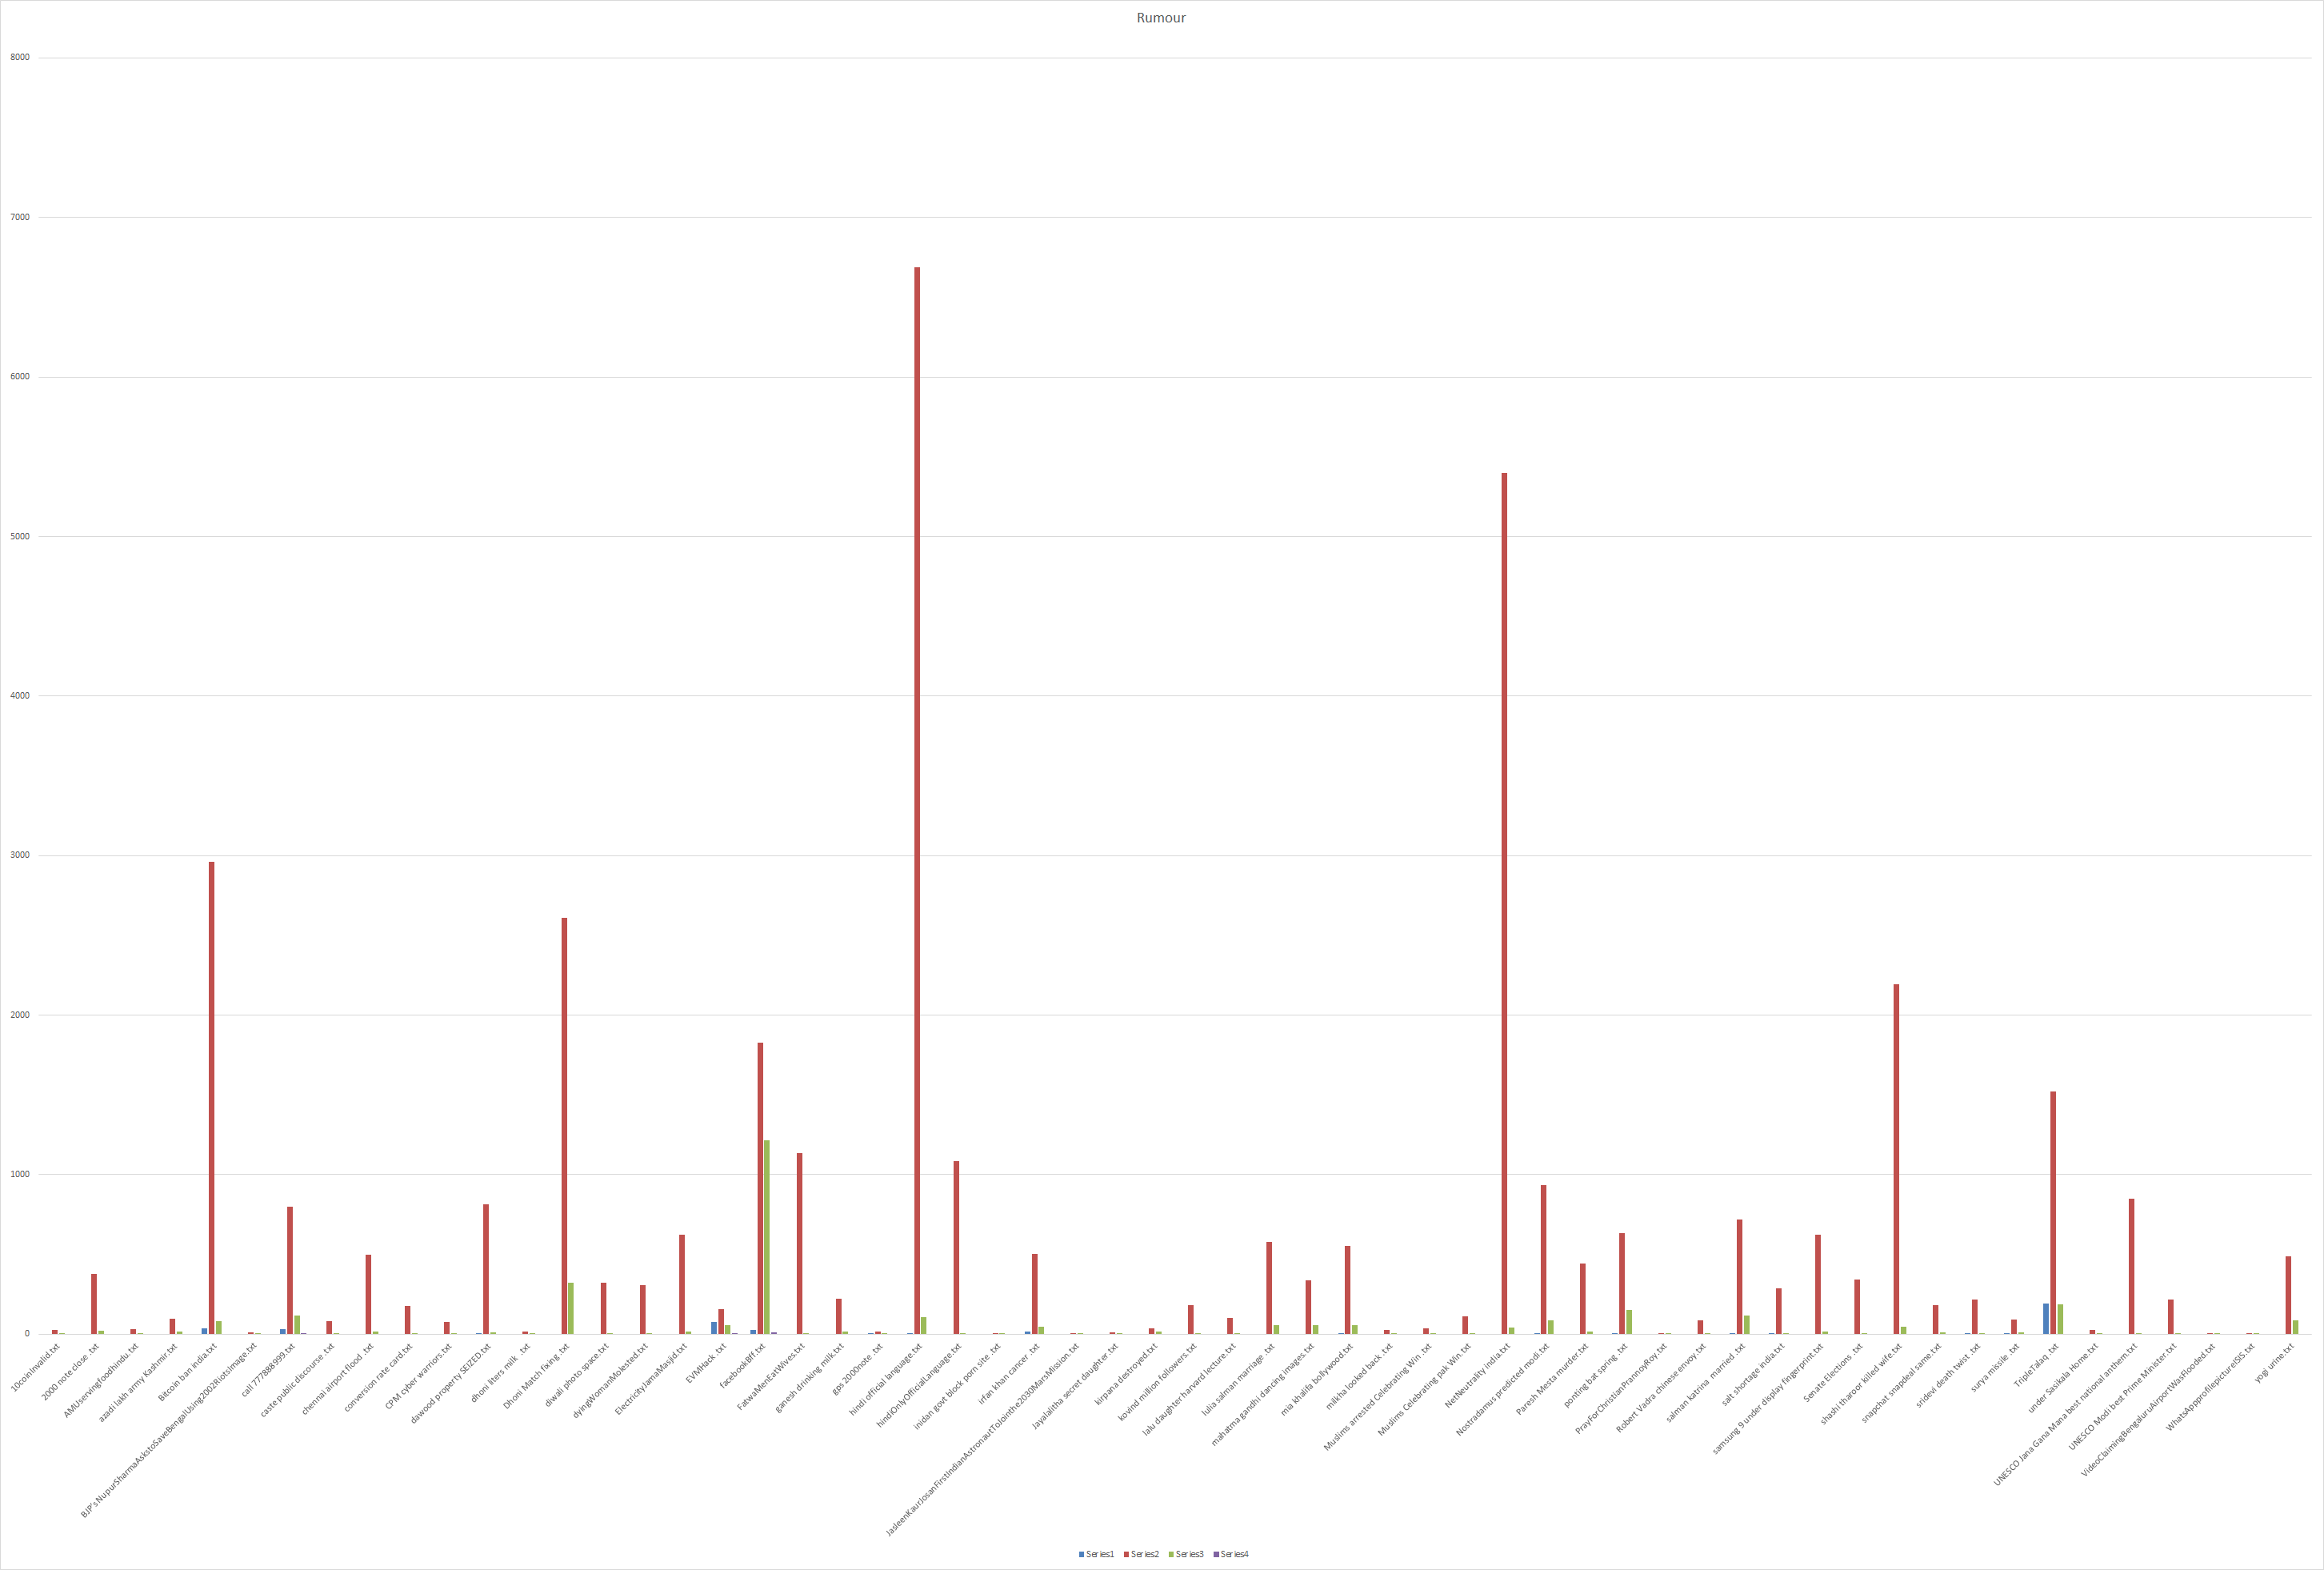 Rumour
8000
7000
6000
5000
4000
3000
2000
1000
0
10coinInvalid.txt
2000 note close .txt
AMUservingfoodhindu.txt
azadi lakh army Kashmir.txt
Bitcoin ban india.txt
BJP's NupurSharmaAskstoSaveBengalUsing2002RiotsImage.txt
call 777888999.txt
caste public discourse .txt
chennai airport flood .txt
conversion rate card.txt
CPM cyber warriors.txt
dawood property SEIZED.txt
dhoni liters milk .txt
Dhoni Match fixing .txt
diwali photo space.txt
dyingWomanMolested.txt
ElectricityJamaMasjid.txt
EVMHack .txt
facebookBff.txt
FatwaMenEatWives.txt
ganesh drinking milk.txt
gps 2000note .txt
hindi official language.txt
hindiOnlyOfficialLanguage.txt
inidan govt block porn site .txt
irfan khan cancer .txt
JasleenKaurJosanFirstIndianAstronautToJointhe2030MarsMission.txt
Jayalalitha secret daughter.txt
kirpana destroyed.txt
kovind million followers.txt
lalu daughter harvard lecture.txt
lulia salman marriage .txt
mahatma gandhi dancing images.txt
mia khalifa bollywood.txt
milkha looked back .txt
Muslims arrested Celebrating Win .txt
Muslims Celebrating pak Win.txt
NetNeutrality india.txt
Nostradamus predicted modi.txt
Paresh Mesta murder.txt
ponting bat spring .txt
PrayForChristianPrannoyRoy.txt
Robert Vadra chinese envoy.txt
salman katrina married .txt
salt shortage india.txt
samsung 9 under display fingerprint.txt
Senate Elections .txt
shashi tharoor killed wife.txt
snapchat snapdeal same.txt
sridevi death twist .txt
surya missile .txt
TripleTalaq .txt
under Sasikala Home.txt
UNESCO Jana Gana Mana best national anthem.txt
UNESCO Modi best Prime Minister.txt
VideoClaimingBengaluruAirportWasFlooded.txt
WhatsAppprofilepictureISIS.txt
yogi urine.txt
Series1 Series2 Series3 Series4